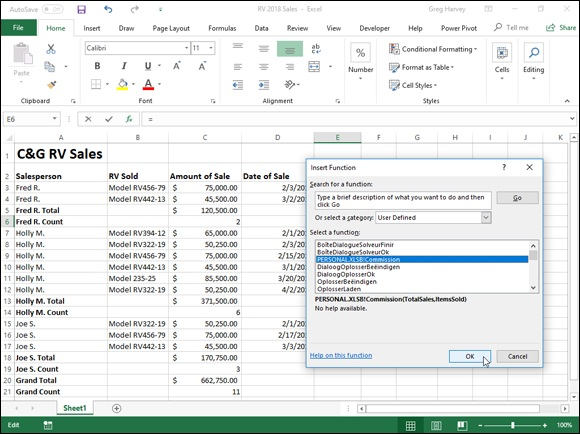 AutoSave Off RV 2018 Sales - Excel Greg Harvey
File Home Insert Draw Page Layout Formulas Data Review View Developer Help Power Pivot Tell me Share
Calibri 11
Paste B I U A A A % Number Conditional Formatting Format as Table Cell Styles Cells Editing
Clipboard Font Alignment Styles
E6 fx =
A B C D E F G H I J K
1 C&G RV Sales
2 Salesperson RV Sold Amount of Sale Date of Sale
3 Fred R. Model RV456-79 $ 75,000.00 2/3/20
4 Fred R. Model RV442-13 $ 45,500.00 3/2/20
5 Fred R. Total $ 120,500.00
6 Fred R. Count 2
7 Holly M. Model RV394-12 $ 65,000.00 2/1/20
8 Holly M. Model RV322-19 $ 50,250.00 2/3/20
9 Holly M. Model RV456-79 $ 75,000.00 2/15/20
10 Holly M. Model RV442-13 $ 45,500.00 3/1/20
11 Holly M. Model 235-25 $ 85,500.00 3/20/20
12 Holly M. Model RV322-19 $ 50,250.00 4/2/20
13 Holly M. Total $ 371,500.00
14 Holly M. Count 6
15 Joe S. Model RV322-19 $ 50,250.00 2/1/20
16 Joe S. Model RV456-79 $ 75,000.00 2/17/20
17 Joe S. Model RV442-13 $ 45,500.00 3/3/20
18 Joe S. Total $ 170,750.00
19 Joe S. Count 3
20 Grand Total $ 662,750.00
21 Grand Count 11
Insert Function ? ×
Search for a function:
Type a brief description of what you want to do and then
click Go
Go
Or select a category: User Defined
Select a function:
BoîteDialogueSolveurFinir
BoîteDialogueSolveurOk
PERSONAL.XLSB!Commission
DialoogOplosserBeëindigen
DialoogOplosserOk
OplosserBeëindigen
OplosserLaden
PERSONAL.XLSB!Commission(TotalSales,ItemsSold)
No help available.
Help on this function
OK Cancel
Sheet1
Edit 100%